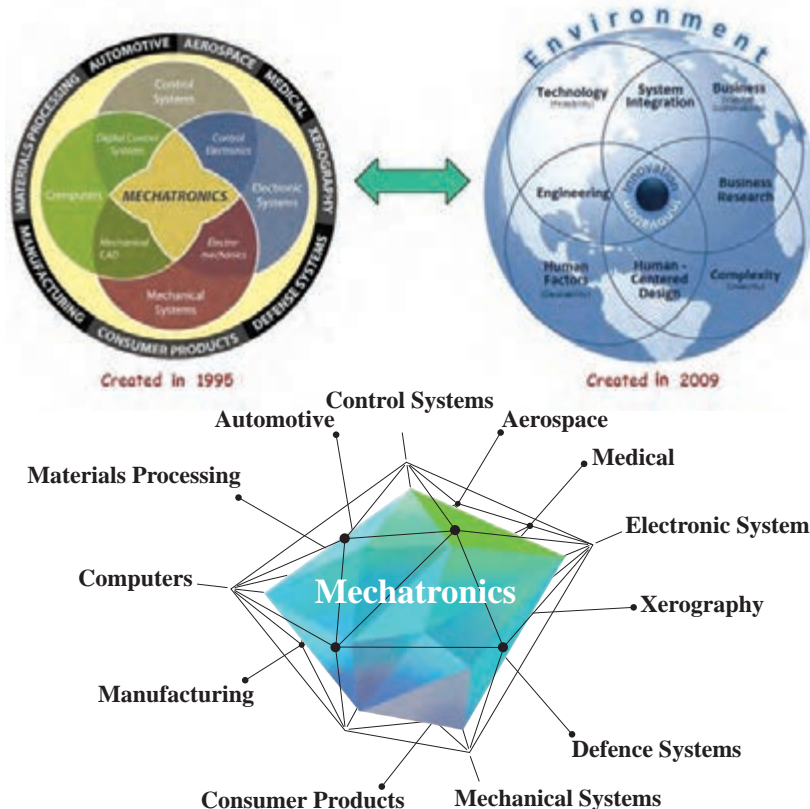 AUTOMOTIVE
AEROSPACE
MEDICAL
XEROGRAPHY
DEFENSE SYSTEMS
CONSUMER PRODUCTS
MANUFACTURING
MATERIALS PROCESSING
Control
Systems
Digital Control
Systems
Control
Electronics
Computers
MECHATRONICS
Electronic Systems
Mechanical
CAD
Electro-
mechanics
Mechanical
Systems
Created in 1995
Environment
Technology
System
Integration
Business
Engineering
Innovation
Innovation
Business
Research
Human
Factors
Human -
Centered
Design
Complexity
Created in 2009
Control Systems
Automotive
Aerospace
Materials Processing
Medical
Electronic System
Computers
Mechatronics
Xerography
Manufacturing
Defence Systems
Consumer Products
Mechanical Systems